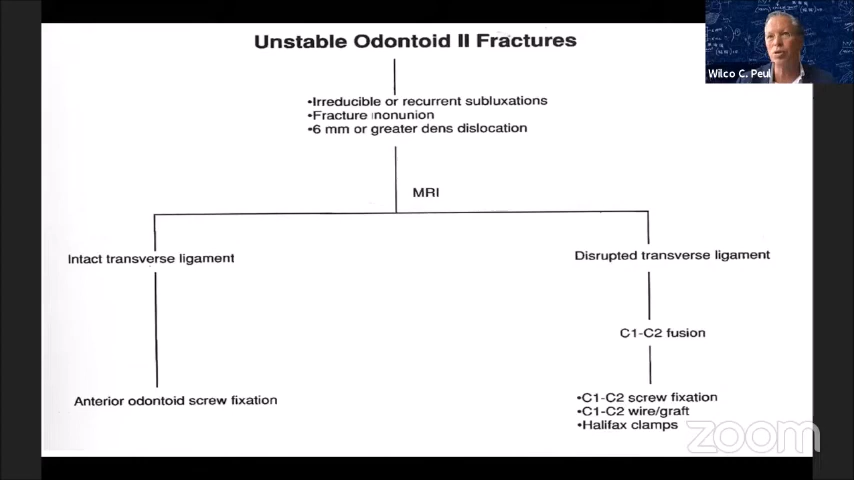 Unstable Odontoid II Fractures
Wilco C. Peul
•Irreducible or recurrent subluxations
•Fracture nonunion
•6 mm or greater dens dislocation
MRI
Intact transverse ligament
Disrupted transverse ligament
C1-C2 fusion
Anterior odontoid screw fixation
•C1-C2 screw fixation
•C1-C2 wire/graft
•Halifax clamps
zoom